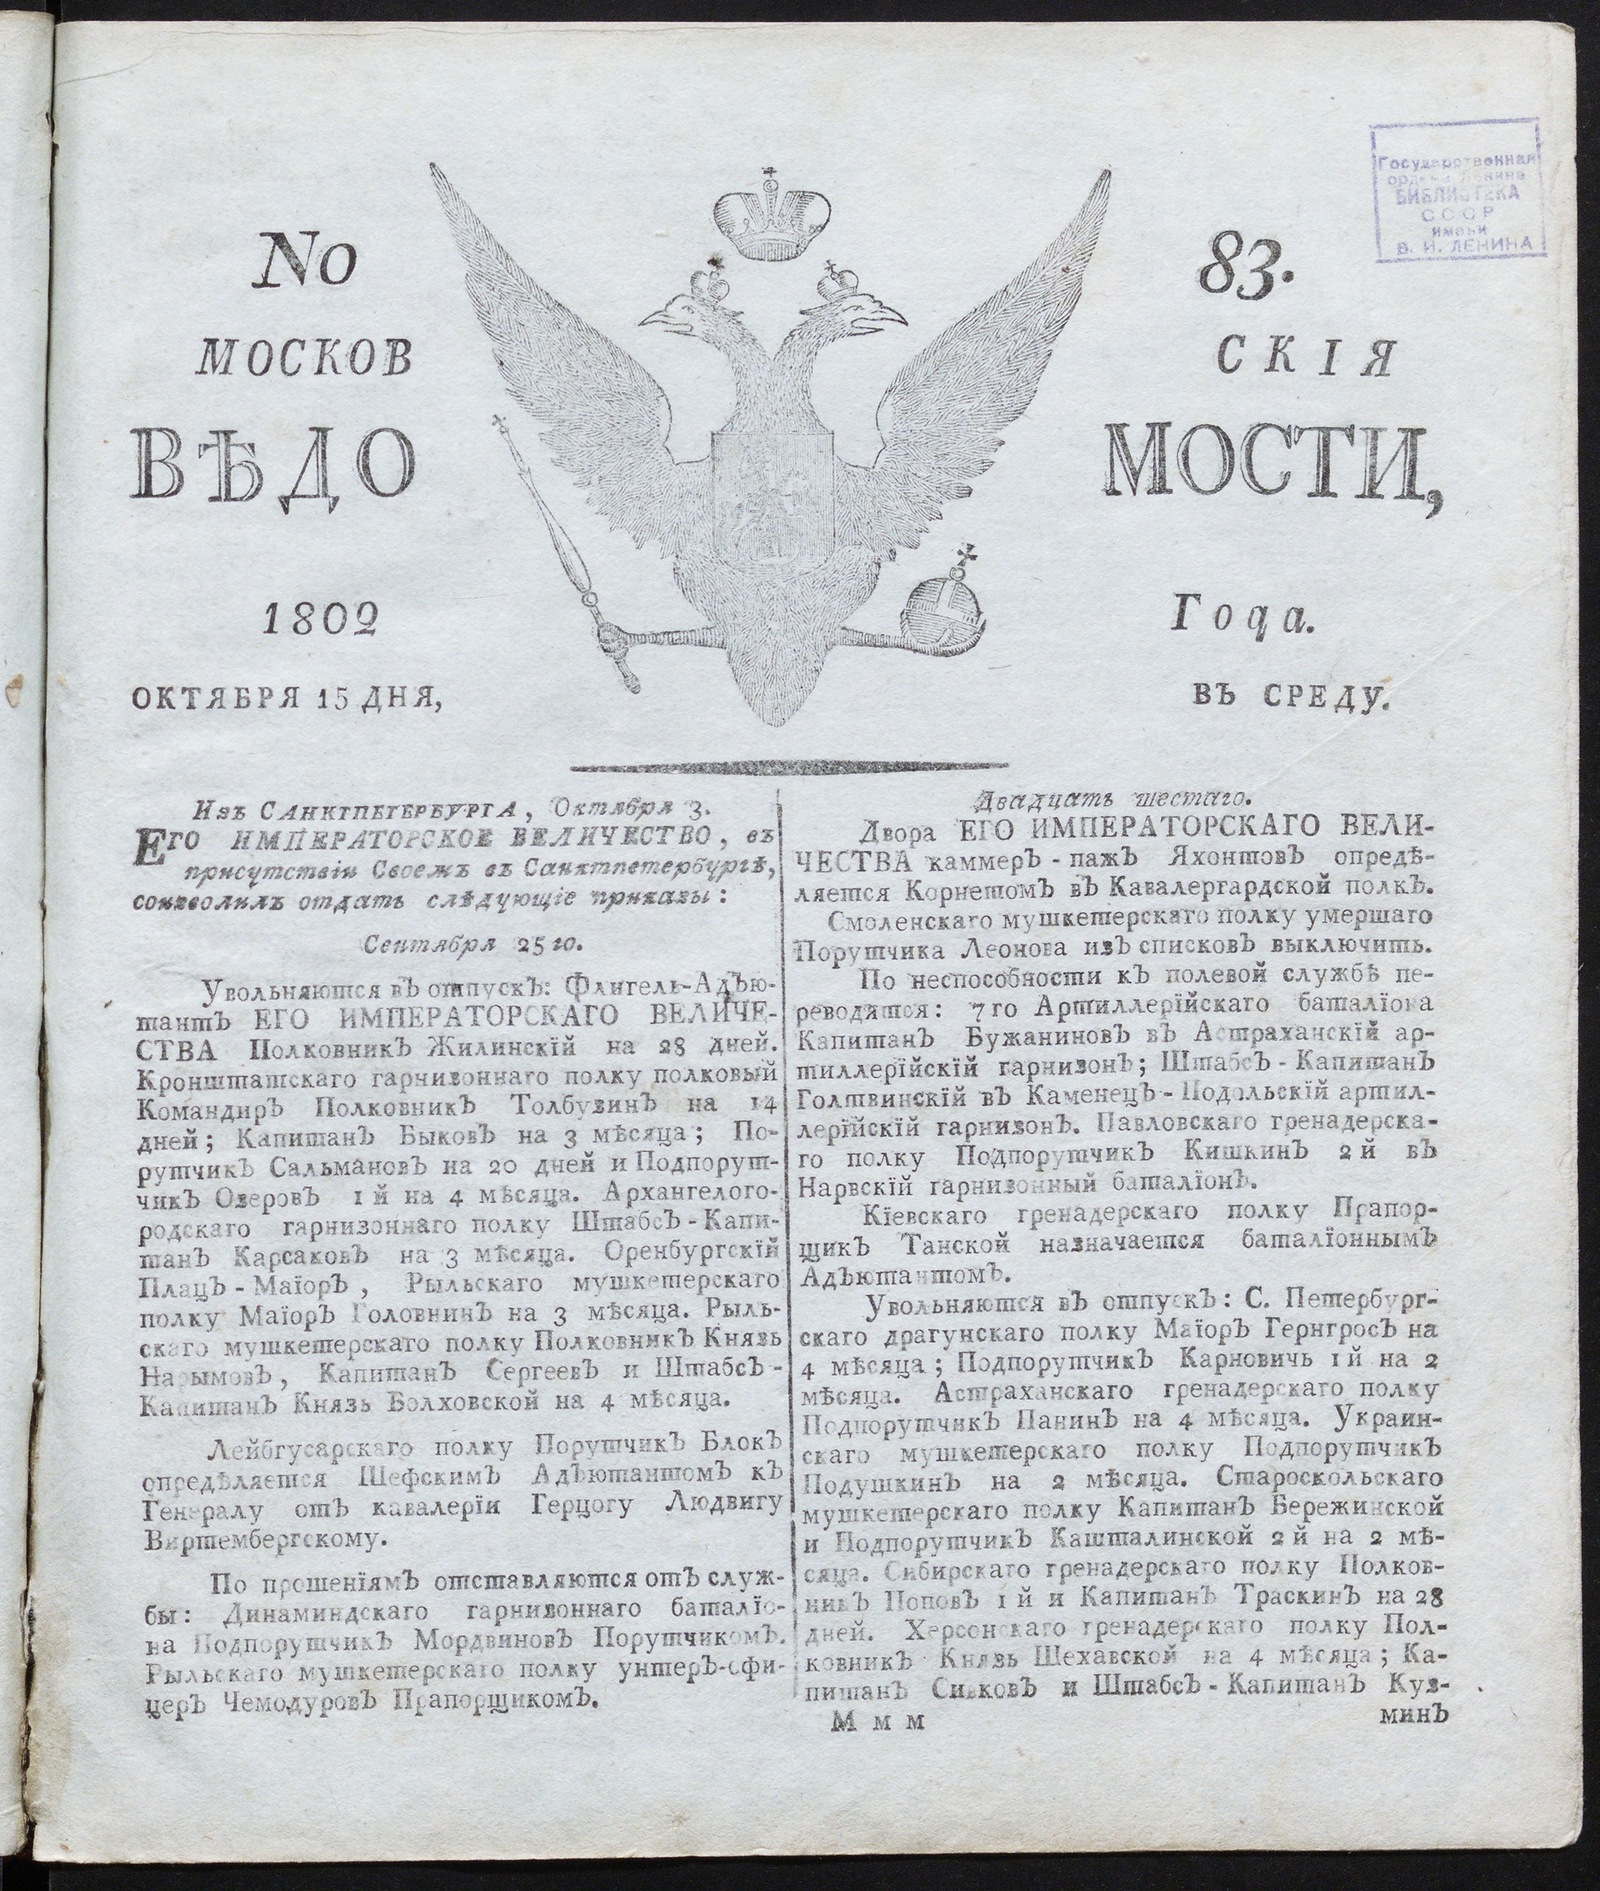 No 83.
МОСКОВ СКІЯ
ВѢДО МОСТИ,
1802 Года.
ОКТЯБРЯ 15 ДНЯ, ВЪ СРЕДУ.
Государственная
ордена Ленина
БИБЛИОТЕКА
СССР
имени
В. И. ЛЕНИНА
Изъ САНКТПЕТЕРБУРГА, Октября 3.
ЕГО ИМПЕРАТОРСКОЕ ВЕЛИЧЕСТВО, въ
присутствіи Своемъ въ Санктпетербургѣ,
соизволилъ отдать слѣдующіе приказы:
Сентября 25 го.
Увольняются въ отпускъ: Флигель-Адъю-
тантъ ЕГО ИМПЕРАТОРСКАГО ВЕЛИЧЕ-
СТВА Полковникъ Жилинскій на 28 дней.
Кронштатскаго гарнизоннаго полку полковый
Командиръ Полковникъ Толбузинъ на 14
дней; Капитанъ Быковъ на 3 мѣсяца; По-
рутчикъ Сальмановъ на 20 дней и Подпорут-
чикъ Озеровъ 1 й на 4 мѣсяца. Архангелого-
родскаго гарнизоннаго полку Штабсъ-Капи-
танъ Карсаковъ на 3 мѣсяца. Оренбургскій
Плацъ-Маіоръ, Рыльскаго мушкетерскаго
полку Маіоръ Головнинъ на 3 мѣсяца. Рыль-
скаго мушкетерскаго полку Полковникъ Князь
Нарымовъ, Капитанъ Сергеевъ и Штабсъ-
Капитанъ Князь Болховской на 4 мѣсяца.
Лейбгусарскаго полку Порутчикъ Блокъ
опредѣляется Шефскимъ Адъютантомъ къ
Генералу отъ кавалеріи Герцогу Людвигу
Виртембергскому.
По прошеніямъ отставляются отъ служ-
бы: Динаминдскаго гарнизоннаго баталіо-
на Подпорутчикъ Мордвиновъ Порутчикомъ.
Рыльскаго мушкетерскаго полку унтеръ-офи-
церъ Чемодуровъ Прапорщикомъ.
Двадцать шестаго.
Двора ЕГО ИМПЕРАТОРСКАГО ВЕЛИ-
ЧЕСТВА каммеръ-пажъ Яхонтовъ опредѣ-
ляется Корнетомъ въ Кавалергардской полкъ.
Смоленскаго мушкетерскаго полку умершаго
Порутчика Леонова изъ списковъ выключить.
По неспособности къ полевой службѣ пе-
реводятся: 7 го Артиллерійскаго баталіона
Капитанъ Бужаниновъ въ Астраханскій ар-
тиллерійскій гарнизонъ; Штабсъ-Капитанъ
Голтвинскій въ Каменецъ-Подольскій артил-
лерійскій гарнизонъ. Павловскаго гренадерска-
го полку Подпорутчикъ Кишкинъ 2 й въ
Нарвскій гарнизонный баталіонъ.
Кіевскаго гренадерскаго полку Прапор-
щикъ Танской назначается баталіоннымъ
Адъютантомъ.
Увольняются въ отпускъ: С. Петербург-
скаго драгунскаго полку Маіоръ Гернгросъ на
4 мѣсяца; Подпорутчикъ Карновичь 1 й на 2
мѣсяца. Астраханскаго гренадерскаго полку
Подпорутчикъ Панинъ на 4 мѣсяца. Украин-
скаго мушкетерскаго полку Подпорутчикъ
Подушкинъ на 2 мѣсяца. Староскольскаго
мушкетерскаго полку Капитанъ Бережинской
и Подпорутчикъ Кашталинской 2 й на 2 мѣ-
сяца. Сибирскаго гренадерскаго полку Полков-
никъ Поповъ 1 й и Капитанъ Траскинъ на 28
дней. Херсонскаго гренадерскаго полку Пол-
ковникъ Князь Шехавской на 4 мѣсяца; Ка-
питанъ Сивковъ и Штабсъ-Капитанъ Куз-
М м м минъ